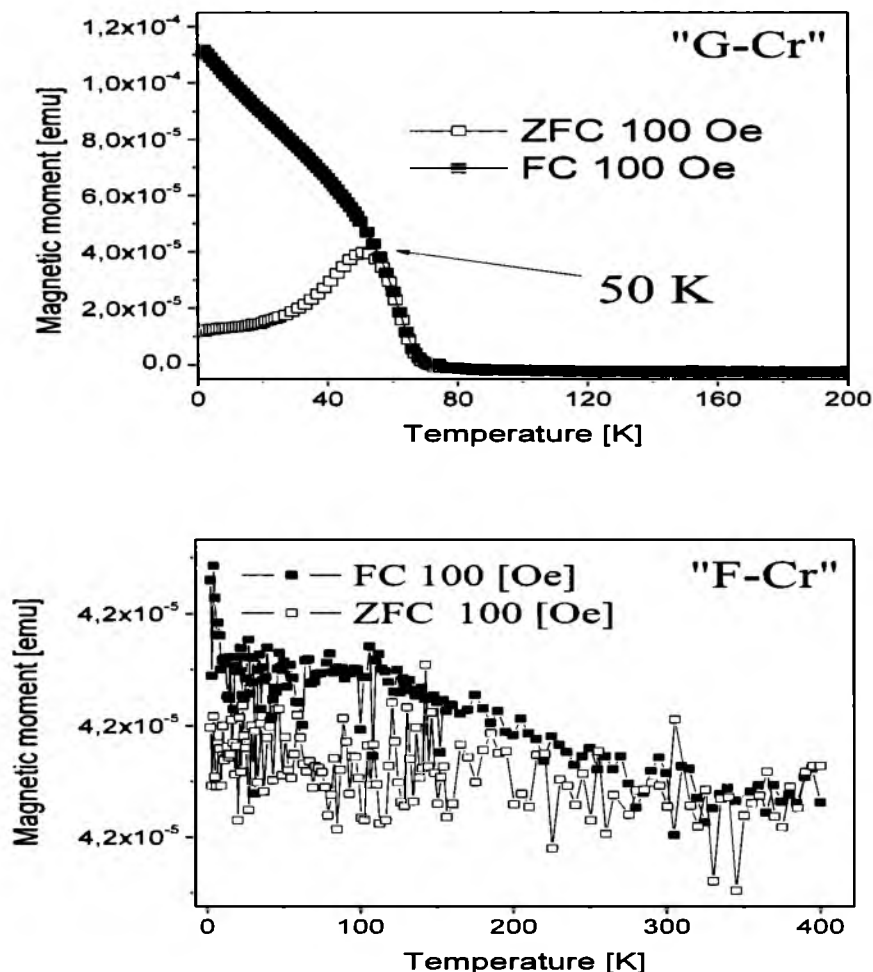 "G-Cr"
1,2x10⁻⁴
1,0x10⁻⁴
8,0x10⁻⁵
6,0x10⁻⁵
4,0x10⁻⁵
2,0x10⁻⁵
0,0
Magnetic moment [emu]
ZFC 100 Oe
FC 100 Oe
50 K
0 40 80 120 160 200
Temperature [K]
"F-Cr"
FC 100 [Oe]
ZFC 100 [Oe]
4,2x10⁻⁵
4,2x10⁻⁵
4,2x10⁻⁵
Magnetic moment [emu]
0 100 200 300 400
Temperature [K]